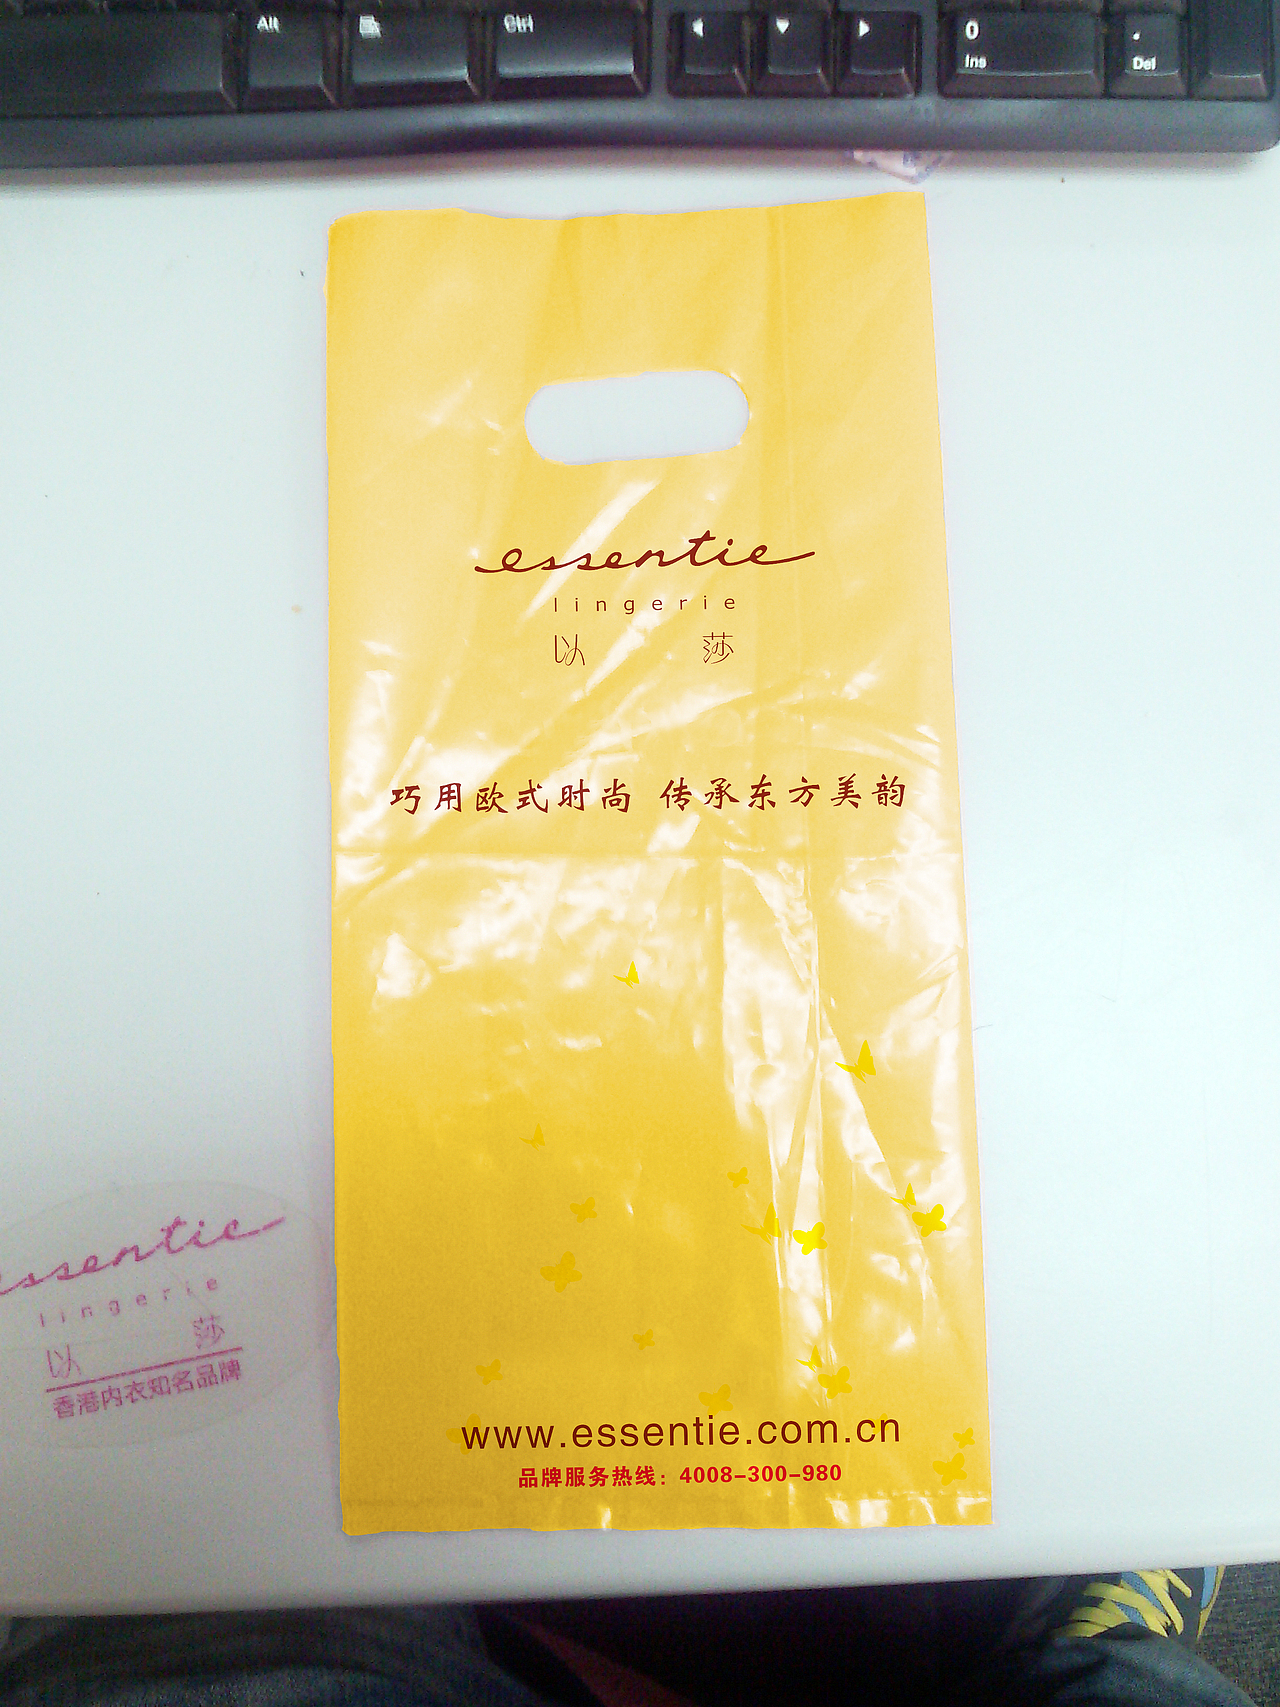 Alt
Ctrl
0
Ins
.
Del
essentie
lingerie
以 莎
巧用欧式时尚 传承东方美韵
www.essentie.com.cn
品牌服务热线：4008-300-980
essentie
lingerie
以 莎
香港内衣知名品牌